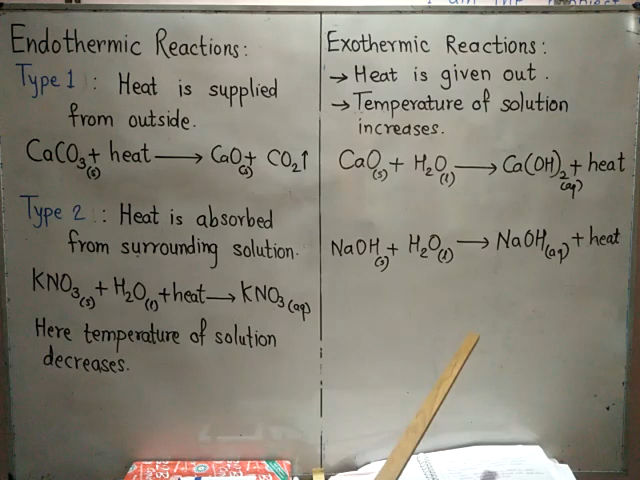 Endothermic Reactions:
Type 1 : Heat is supplied
from outside.
CaCO₃(s) + heat ⟶ CaO(s) + CO₂↑
Type 2 : Heat is absorbed
from surrounding solution.
KNO₃(s) + H₂O(l) + heat ⟶ KNO₃(aq)
Here temperature of solution
decreases.
Exothermic Reactions:
→ Heat is given out.
→ Temperature of solution
increases.
CaO(s) + H₂O(l) ⟶ Ca(OH)₂(aq) + heat
NaOH(s) + H₂O(l) ⟶ NaOH(aq) + heat